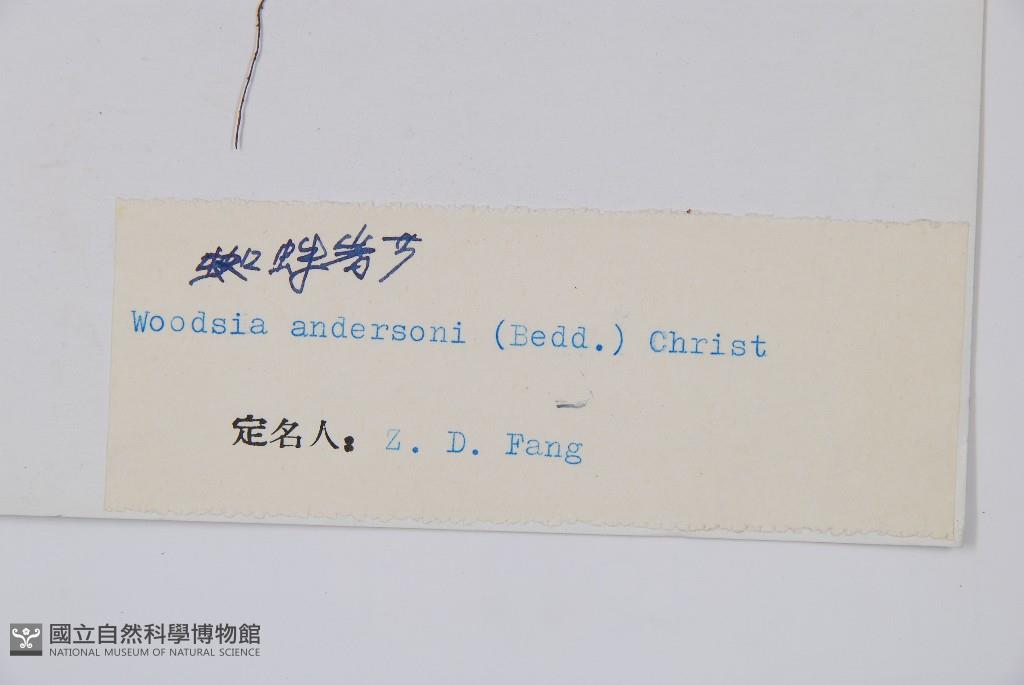 蜘蛛岩蕨
Woodsia andersoni (Bedd.) Christ
定名人: Z. D. Fang
國立自然科學博物館
NATIONAL MUSEUM OF NATURAL SCIENCE